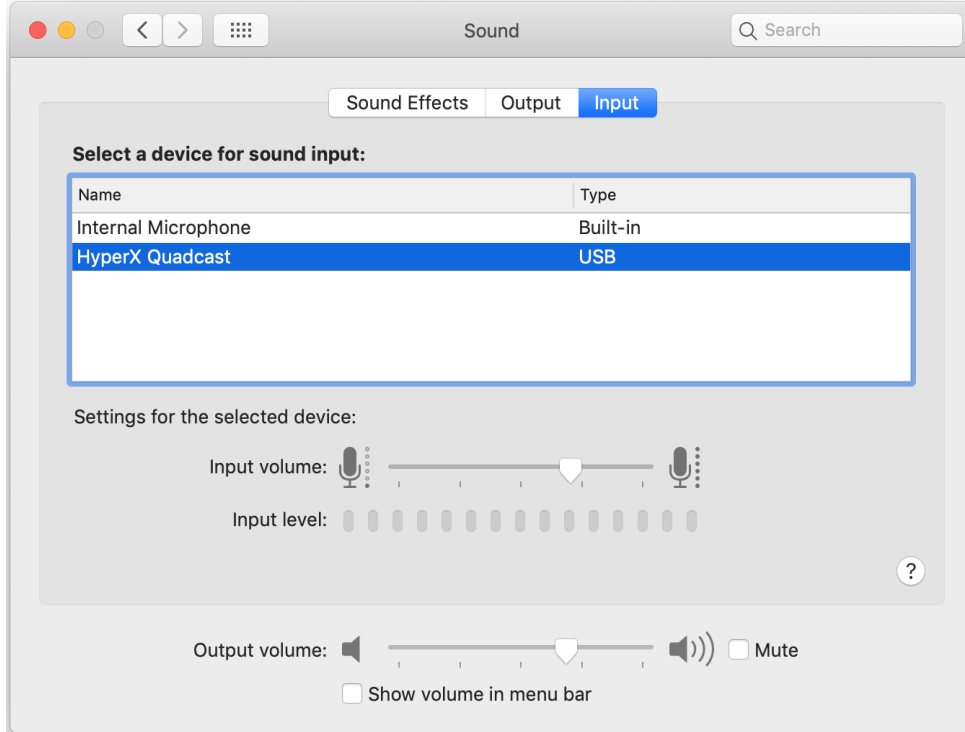 Sound
Search
Sound Effects Output Input
Select a device for sound input:
Name Type
Internal Microphone Built-in
HyperX Quadcast USB
Settings for the selected device:
Input volume:
Input level:
?
Output volume: Mute
Show volume in menu bar